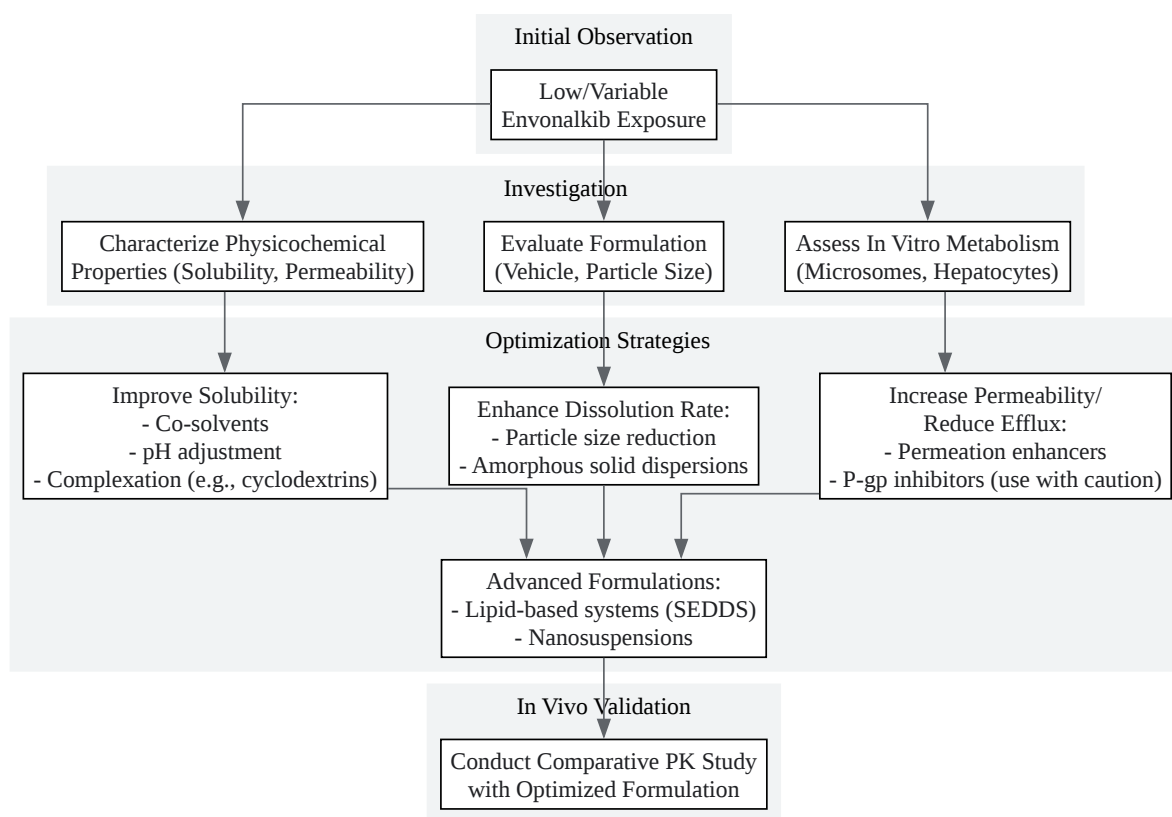 Initial Observation
Low/Variable
Envonalkib Exposure
Investigation
Characterize Physicochemical
Properties (Solubility, Permeability)
Evaluate Formulation
(Vehicle, Particle Size)
Assess In Vitro Metabolism
(Microsomes, Hepatocytes)
Optimization Strategies
Improve Solubility:
- Co-solvents
- pH adjustment
- Complexation (e.g., cyclodextrins)
Enhance Dissolution Rate:
- Particle size reduction
- Amorphous solid dispersions
Increase Permeability/
Reduce Efflux:
- Permeation enhancers
- P-gp inhibitors (use with caution)
Advanced Formulations:
- Lipid-based systems (SEDDS)
- Nanosuspensions
In Vivo Validation
Conduct Comparative PK Study
with Optimized Formulation